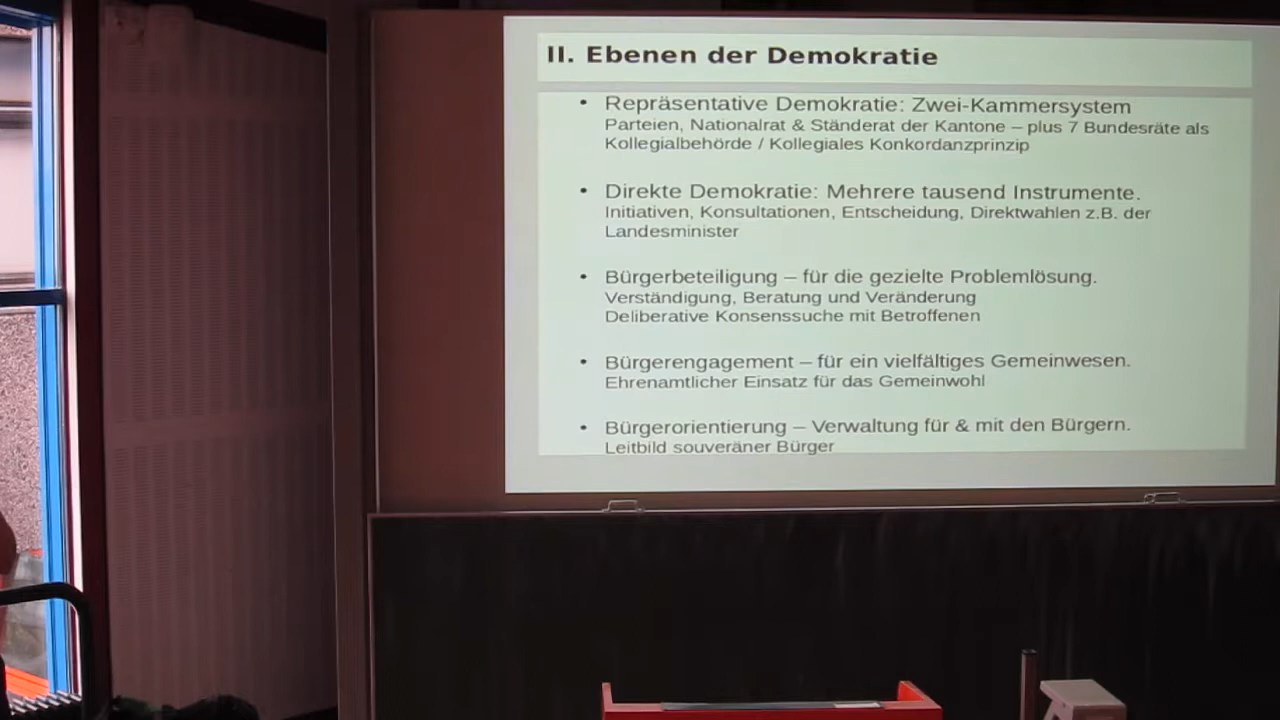 II. Ebenen der Demokratie
• Repräsentative Demokratie: Zwei-Kammersystem
Parteien, Nationalrat & Ständerat der Kantone – plus 7 Bundesräte als
Kollegialbehörde / Kollegiales Konkordanzprinzip
• Direkte Demokratie: Mehrere tausend Instrumente.
Initiativen, Konsultationen, Entscheidung, Direktwahlen z.B. der
Landesminister
• Bürgerbeteiligung – für die gezielte Problemlösung.
Verständigung, Beratung und Veränderung
Deliberative Konsenssuche mit Betroffenen
• Bürgerengagement – für ein vielfältiges Gemeinwesen.
Ehrenamtlicher Einsatz für das Gemeinwohl
• Bürgerorientierung – Verwaltung für & mit den Bürgern.
Leitbild souveräner Bürger